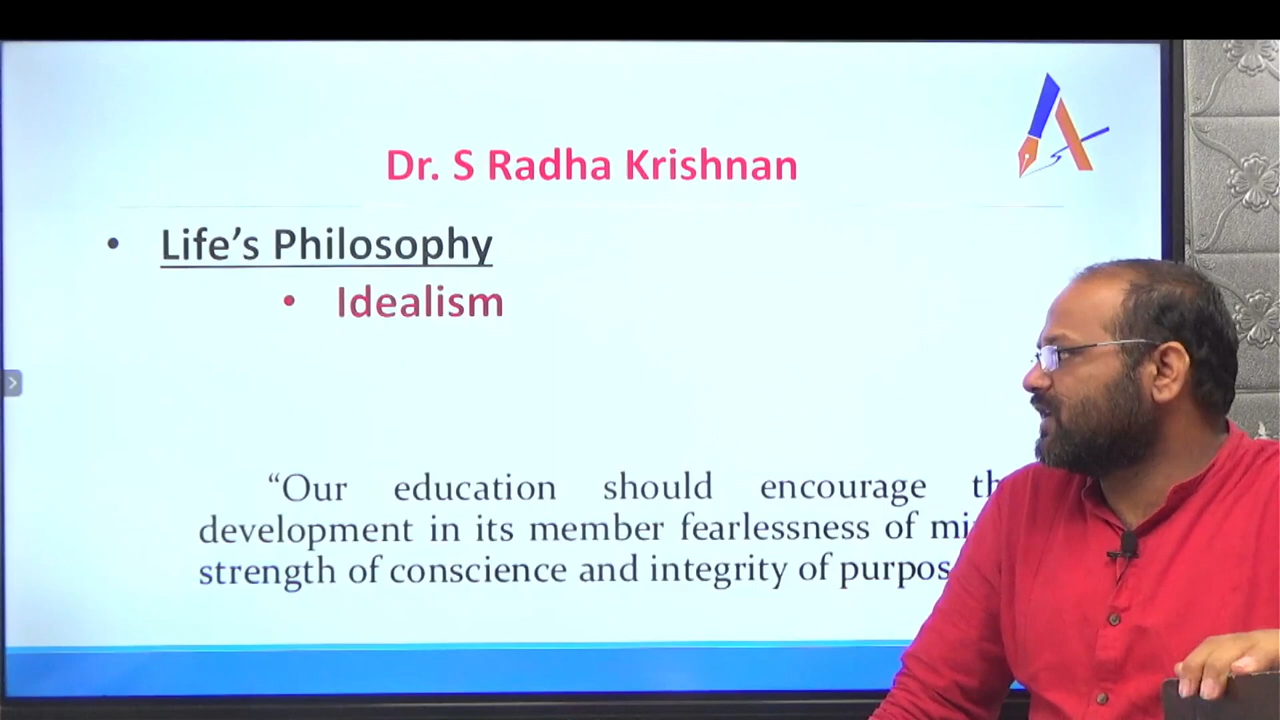 Dr. S Radha Krishnan
• Life's Philosophy
• Idealism
“Our education should encourage
development in its member fearlessness of
strength of conscience and integrity of